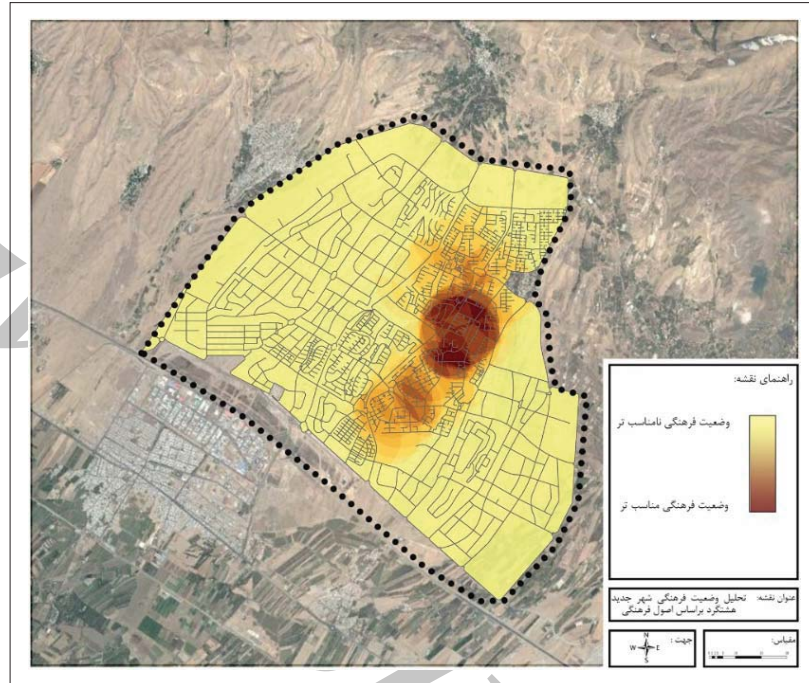 راهنمای نقشه:
وضعیت فرهنگی نامناسب تر
وضعیت فرهنگی مناسب تر
عنوان نقشه: تحلیل وضعیت فرهنگی شهر جدید
هشتگرد براساس اصول فرهنگی
جهت :
N
W E
S
مقیاس: